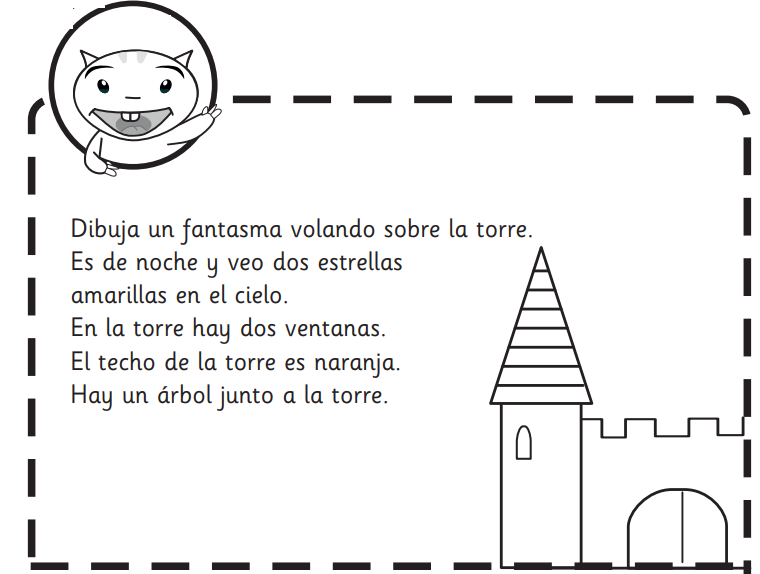 Dibuja un fantasma volando sobre la torre.
Es de noche y veo dos estrellas
amarillas en el cielo.
En la torre hay dos ventanas.
El techo de la torre es naranja.
Hay un árbol junto a la torre.